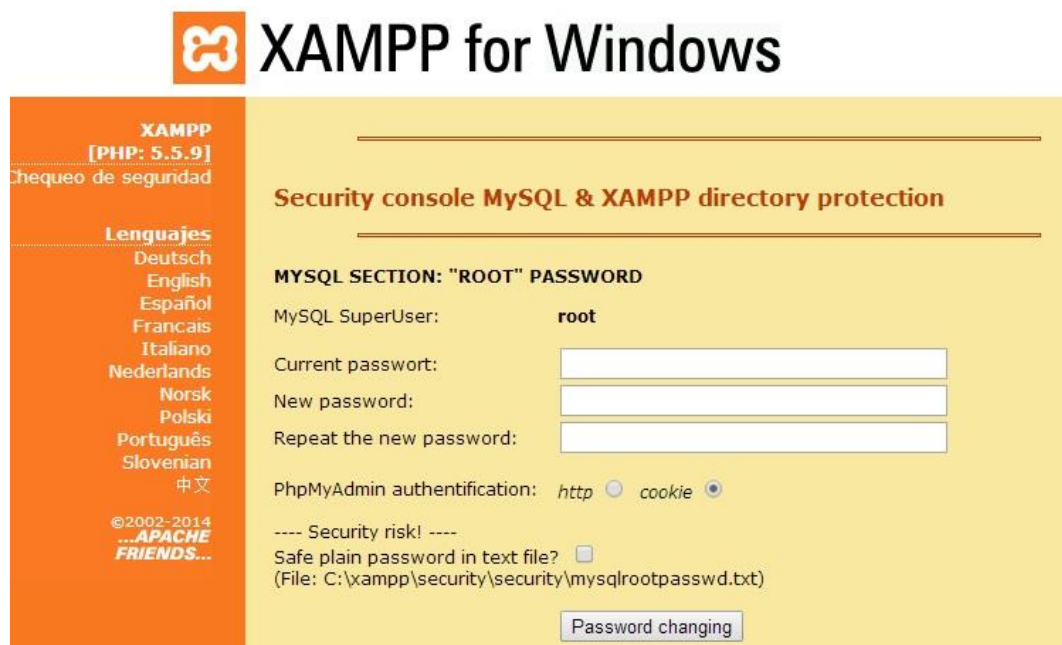 XAMPP for Windows
XAMPP
[PHP: 5.5.9]
Chequeo de seguridad
Lenguajes
Deutsch
English
Español
Francais
Italiano
Nederlands
Norsk
Polski
Português
Slovenian
中文
©2002-2014
...APACHE
FRIENDS...
Security console MySQL & XAMPP directory protection
MYSQL SECTION: "ROOT" PASSWORD
MySQL SuperUser: root
Current passwort:
New password:
Repeat the new password:
PhpMyAdmin authentification: http cookie
---- Security risk! ----
Safe plain password in text file?
(File: C:\xampp\security\security\mysqlrootpasswd.txt)
Password changing